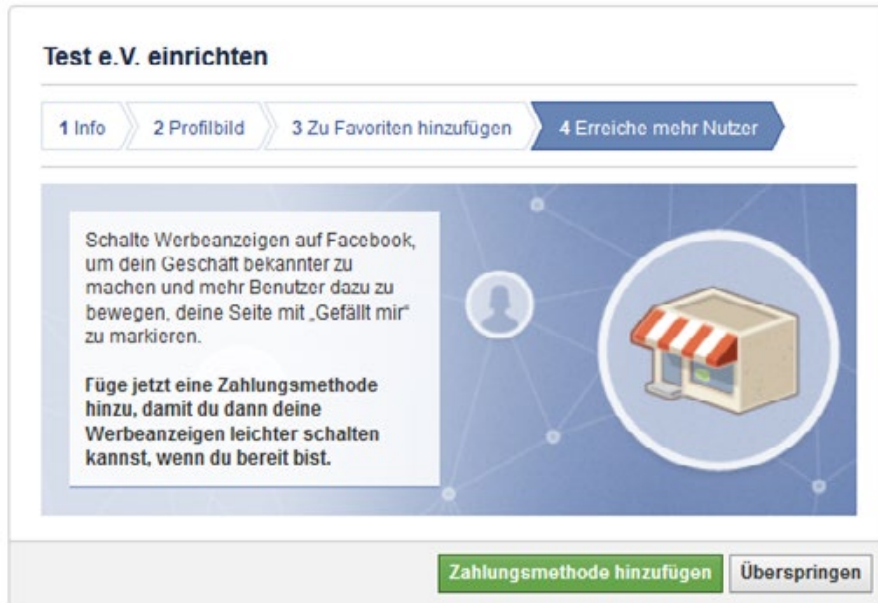 Test e.V. einrichten
1 Info 2 Profilbild 3 Zu Favoriten hinzufügen 4 Erreiche mehr Nutzer
Schalte Werbeanzeigen auf Facebook,
um dein Geschäft bekannter zu
machen und mehr Benutzer dazu zu
bewegen, deine Seite mit „Gefällt mir“
zu markieren.
Füge jetzt eine Zahlungsmethode
hinzu, damit du dann deine
Werbeanzeigen leichter schalten
kannst, wenn du bereit bist.
Zahlungsmethode hinzufügen Überspringen